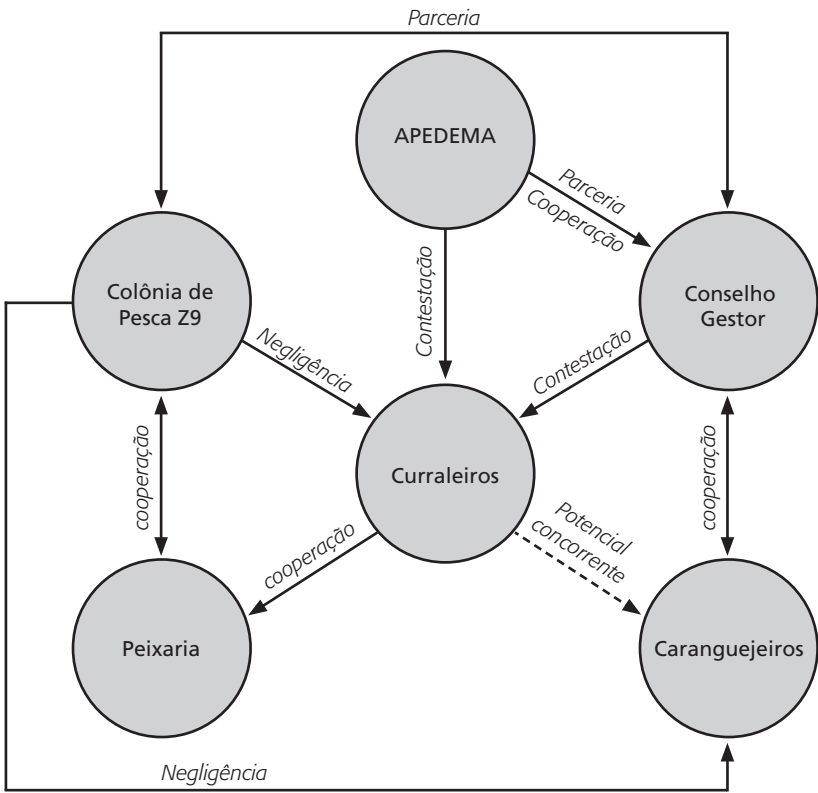 Parceria
APEDEMA
Parceria
Cooperação
Colônia de
Pesca Z9
Conselho
Gestor
Negligência
Contestação
Contestação
cooperação
Curraleiros
cooperação
cooperação
Potencial
concorrente
Peixaria
Caranguejeiros
Negligência